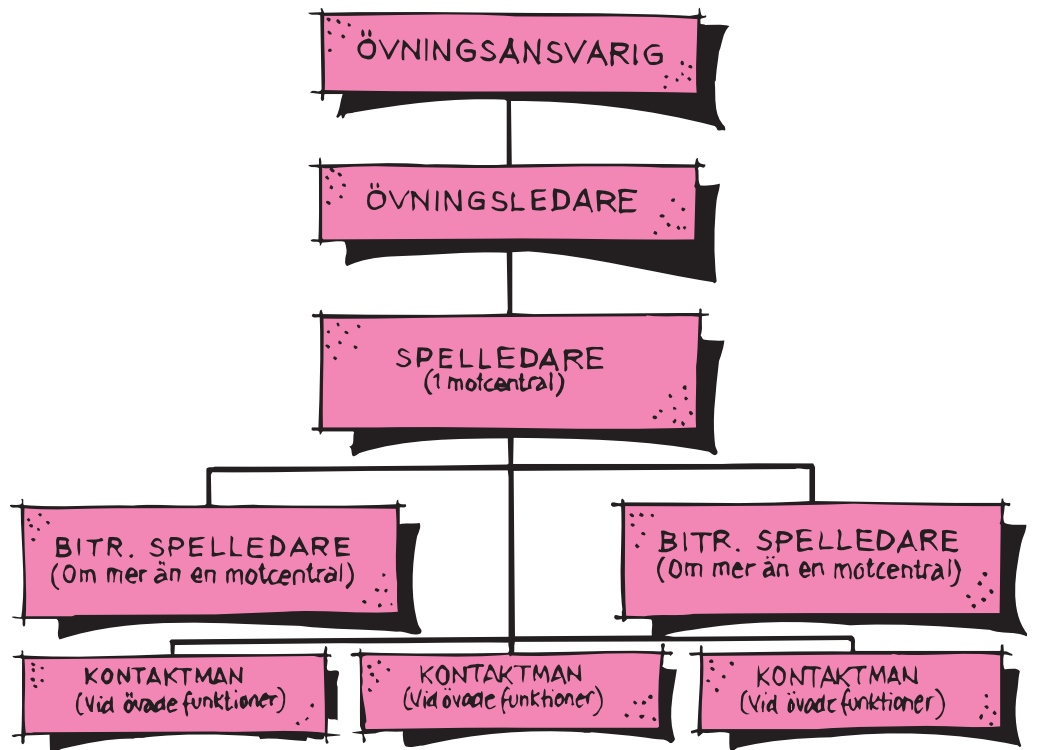 ÖVNINGSANSVARIG
ÖVNINGSLEDARE
SPELLEDARE
(1 motcentral)
BITR. SPELLEDARE
(Om mer än en motcentral)
BITR. SPELLEDARE
(Om mer än en motcentral)
KONTAKTMAN
(Vid övade funktioner)
KONTAKTMAN
(Vid övade funktioner)
KONTAKTMAN
(Vid övade funktioner)